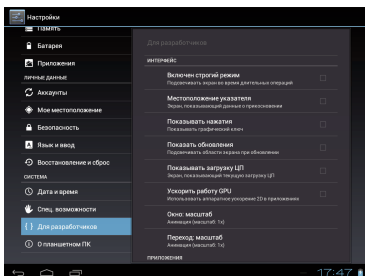 Настройки
Память
Батарея
Приложения
ЛИЧНЫЕ ДАННЫЕ
Аккаунты
Мое местоположение
Безопасность
Язык и ввод
Восстановление и сброс
СИСТЕМА
Дата и время
Спец. возможности
{ } Для разработчиков
О планшетном ПК
Для разработчиков
ИНТЕРФЕЙС
Включен строгий режим
Подсвечивать экран во время длительных операций
Местоположение указателя
Экран, показывающий данные о прикосновении
Показывать нажатия
Показывать графический ключ
Показать обновления
Подсвечивать области экрана при обновлении
Показывать загрузку ЦП
Экран, показывающий текущую загрузку ЦП
Ускорить работу GPU
Использовать аппаратное ускорение 2D в приложениях
Окно: масштаб
Анимация (масштаб: 1x)
Переход: масштаб
Анимация (масштаб: 1x)
ПРИЛОЖЕНИЯ
17:47